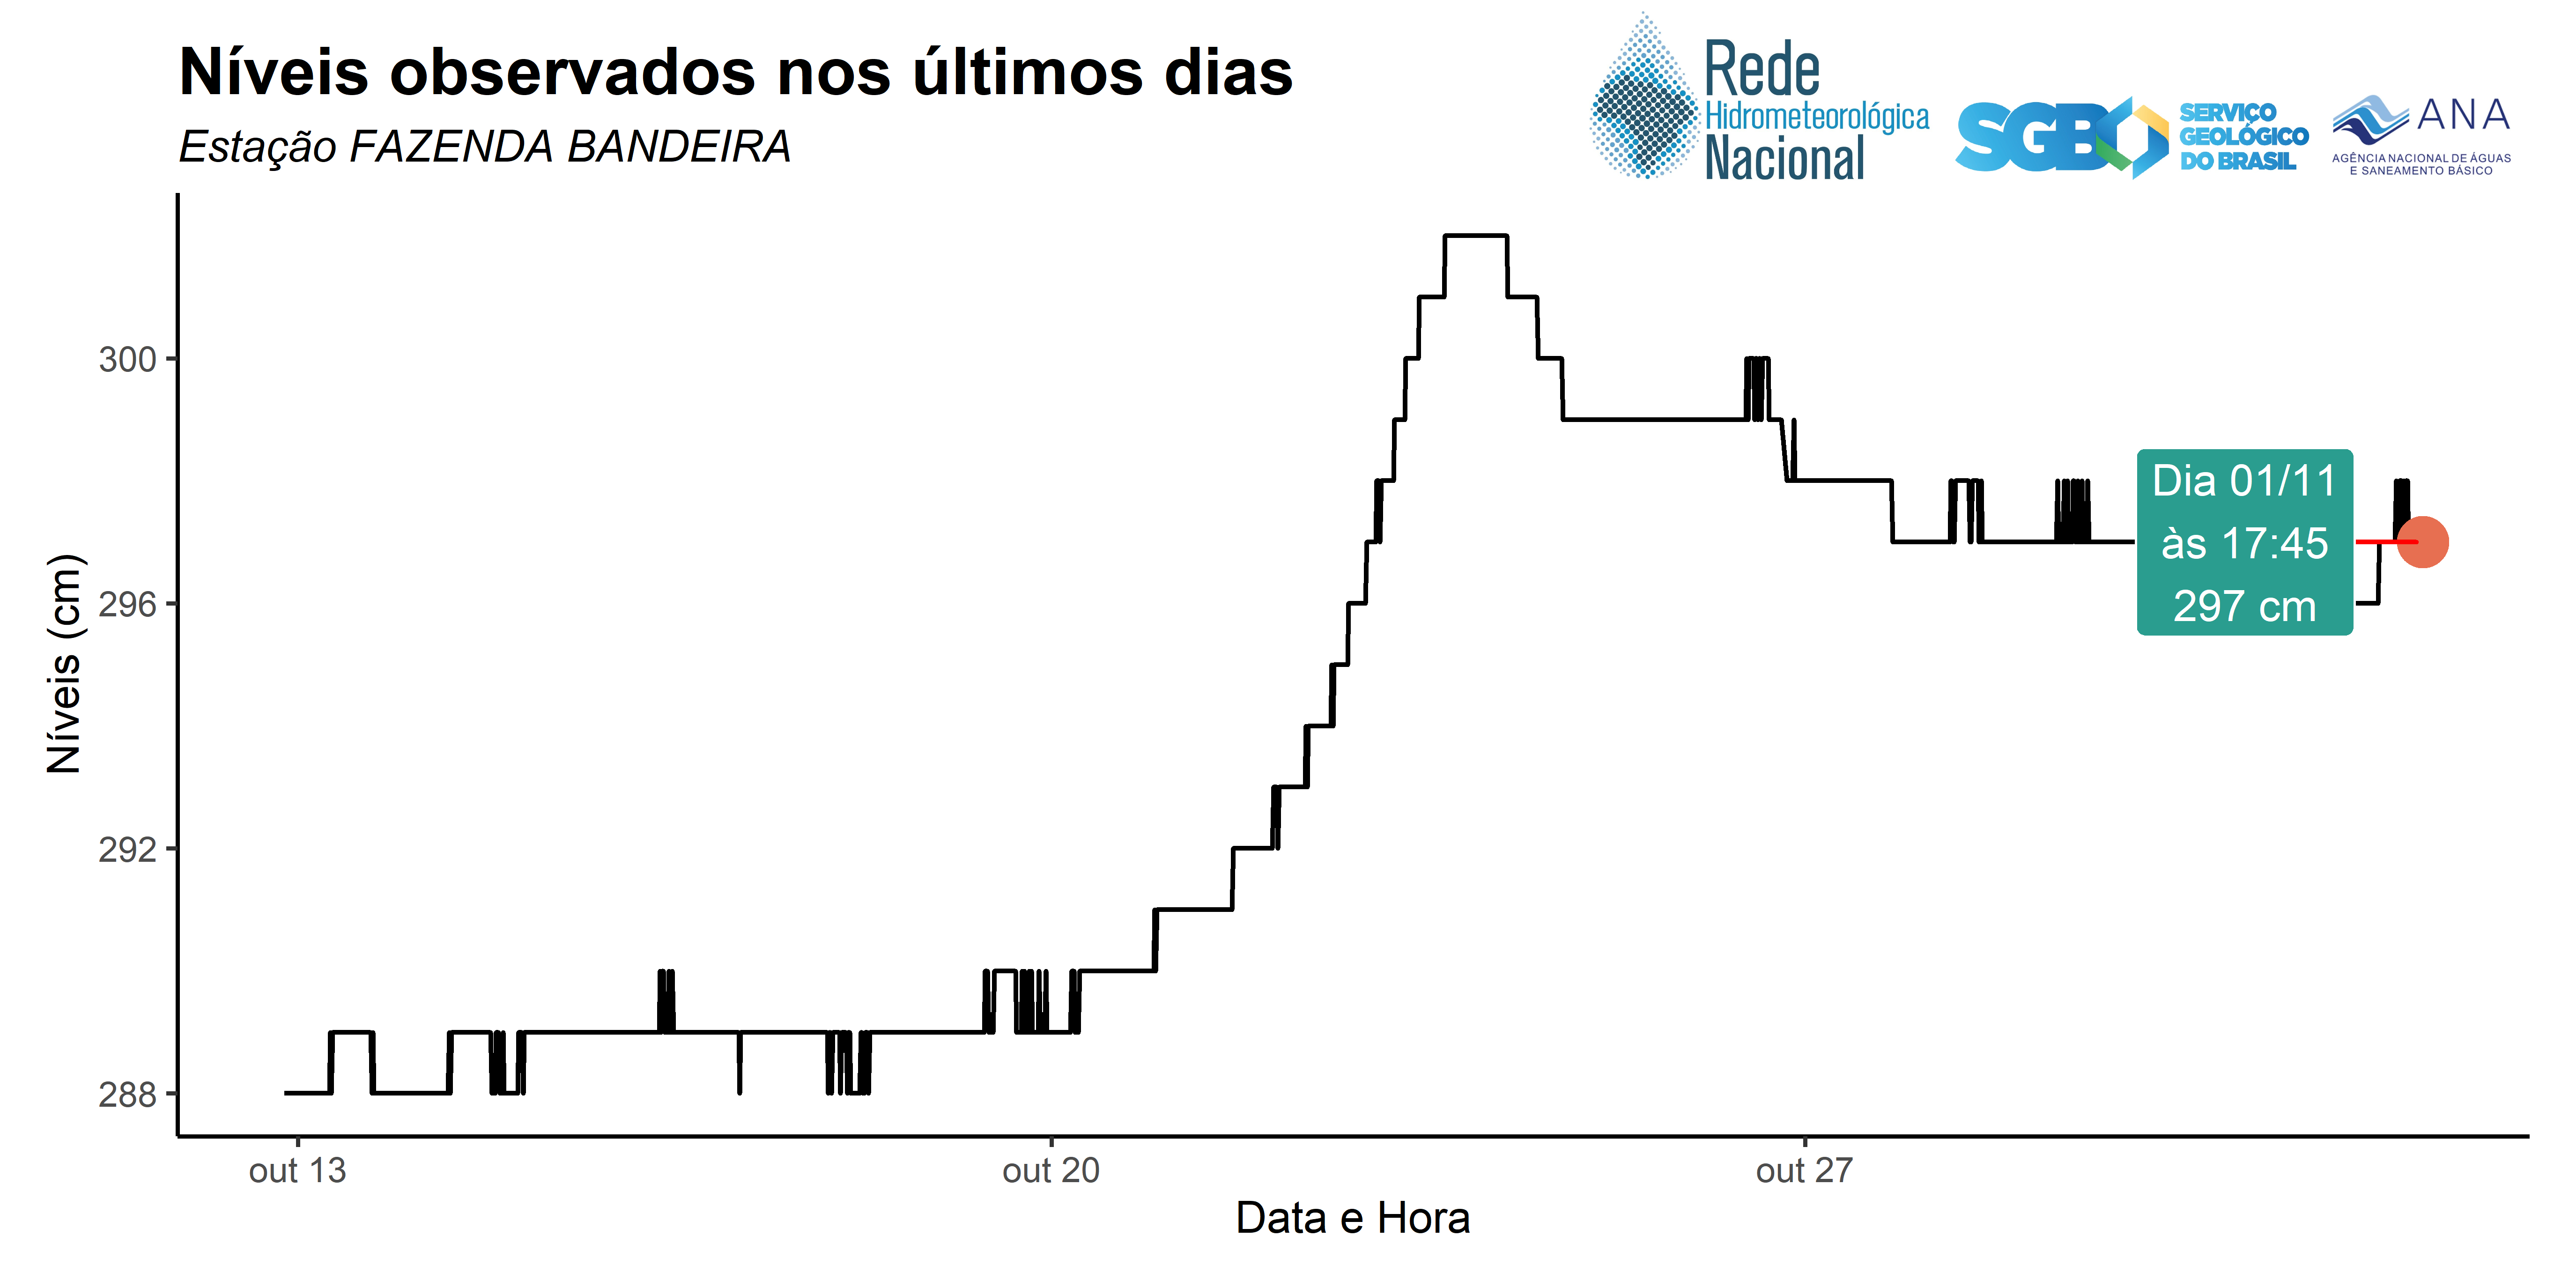 Níveis observados nos últimos dias
Estação FAZENDA BANDEIRA
Rede
Hidrometeorológica
Nacional
SGB
SERVIÇO
GEOLÓGICO
DO BRASIL
ANA
AGÊNCIA NACIONAL DE ÁGUAS
E SANEAMENTO BÁSICO
Níveis (cm)
300
296
292
288
Dia 01/11
às 17:45
297 cm
out 13
out 20
out 27
Data e Hora